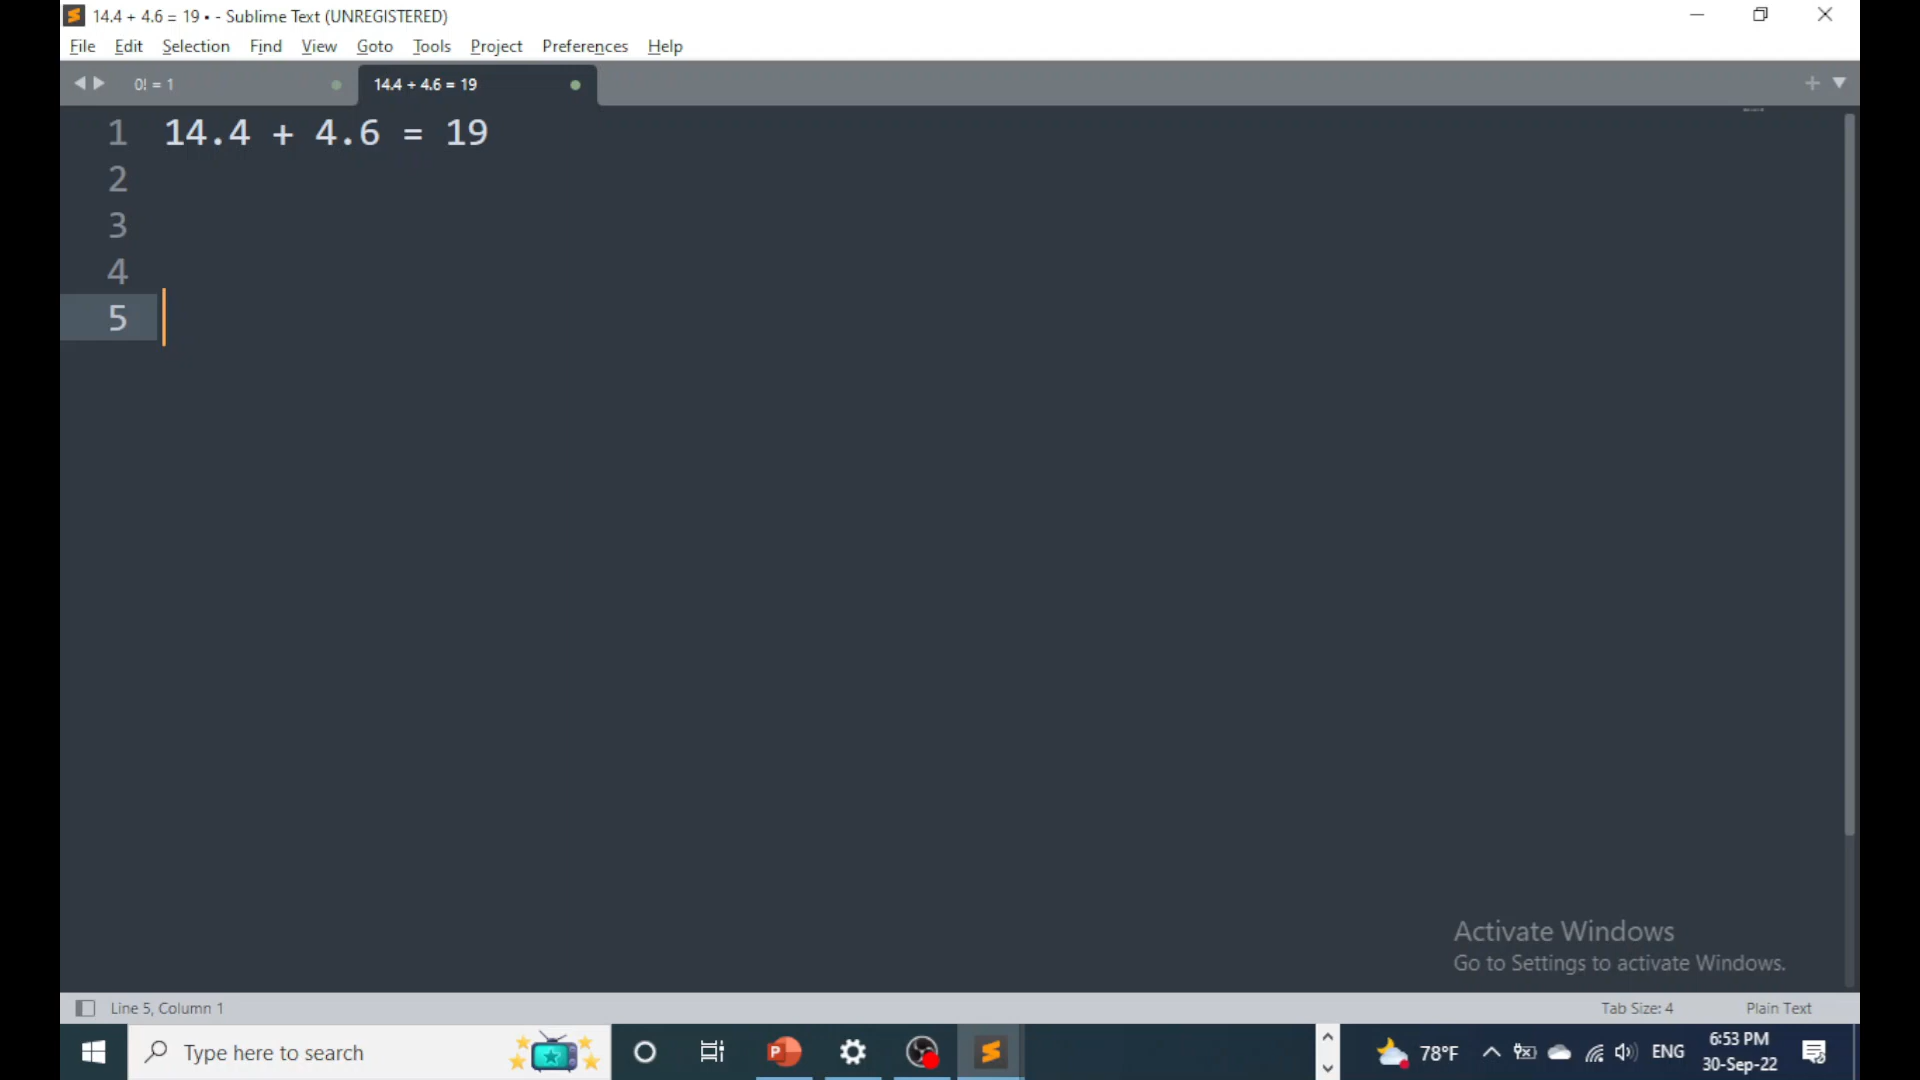 14.4 + 4.6 = 19 • - Sublime Text (UNREGISTERED)
File Edit Selection Find View Goto Tools Project Preferences Help
0! = 1
14.4 + 4.6 = 19
1 14.4 + 4.6 = 19
2
3
4
5
Activate Windows
Go to Settings to activate Windows.
Line 5, Column 1
Tab Size: 4
Plain Text
Type here to search
78°F
ENG
6:53 PM
30-Sep-22